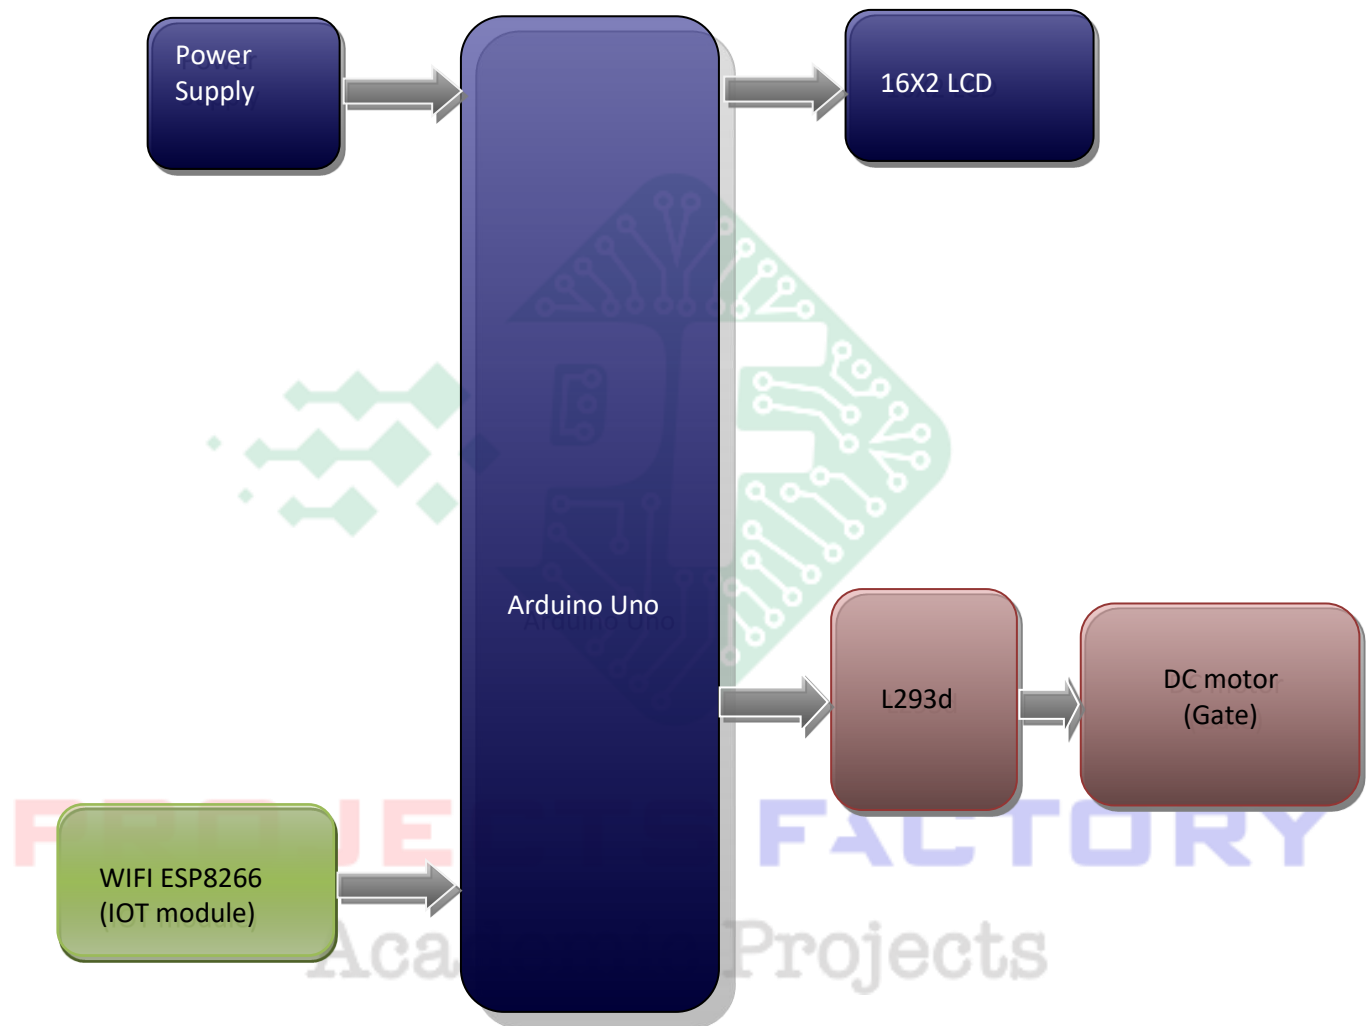 Power
Supply
16X2 LCD
Arduino Uno
L293d
DC motor
(Gate)
WIFI ESP8266
(IOT module)
FACTORY
Projects